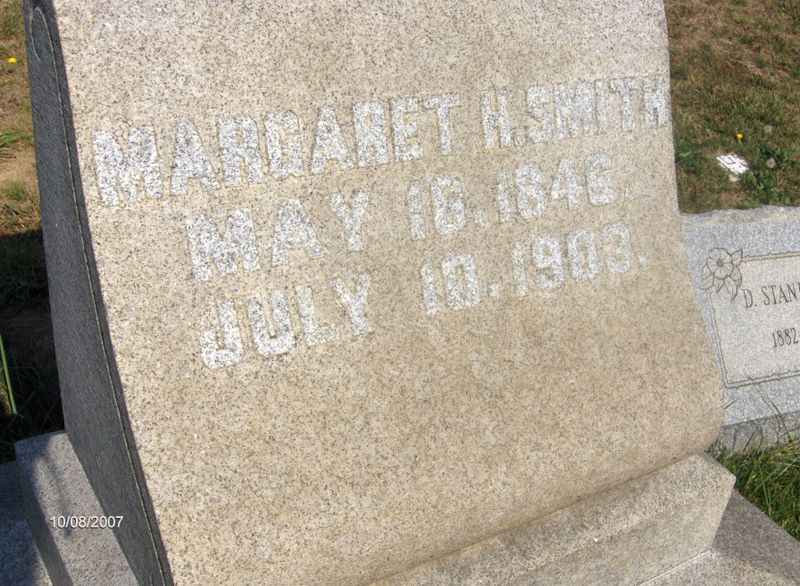 MARGARET H. SMITH
MAY 16. 1846.
JULY 10. 1903.
D. STAN
1882
10/08/2007